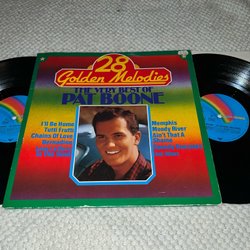 28
Golden Melodies
THE VERY BEST OF
PAT BOONE
I'll Be Home
Tutti Frutti
Chains Of Love
Bernadine
Memphis
Moody River
Ain't That A
Shame